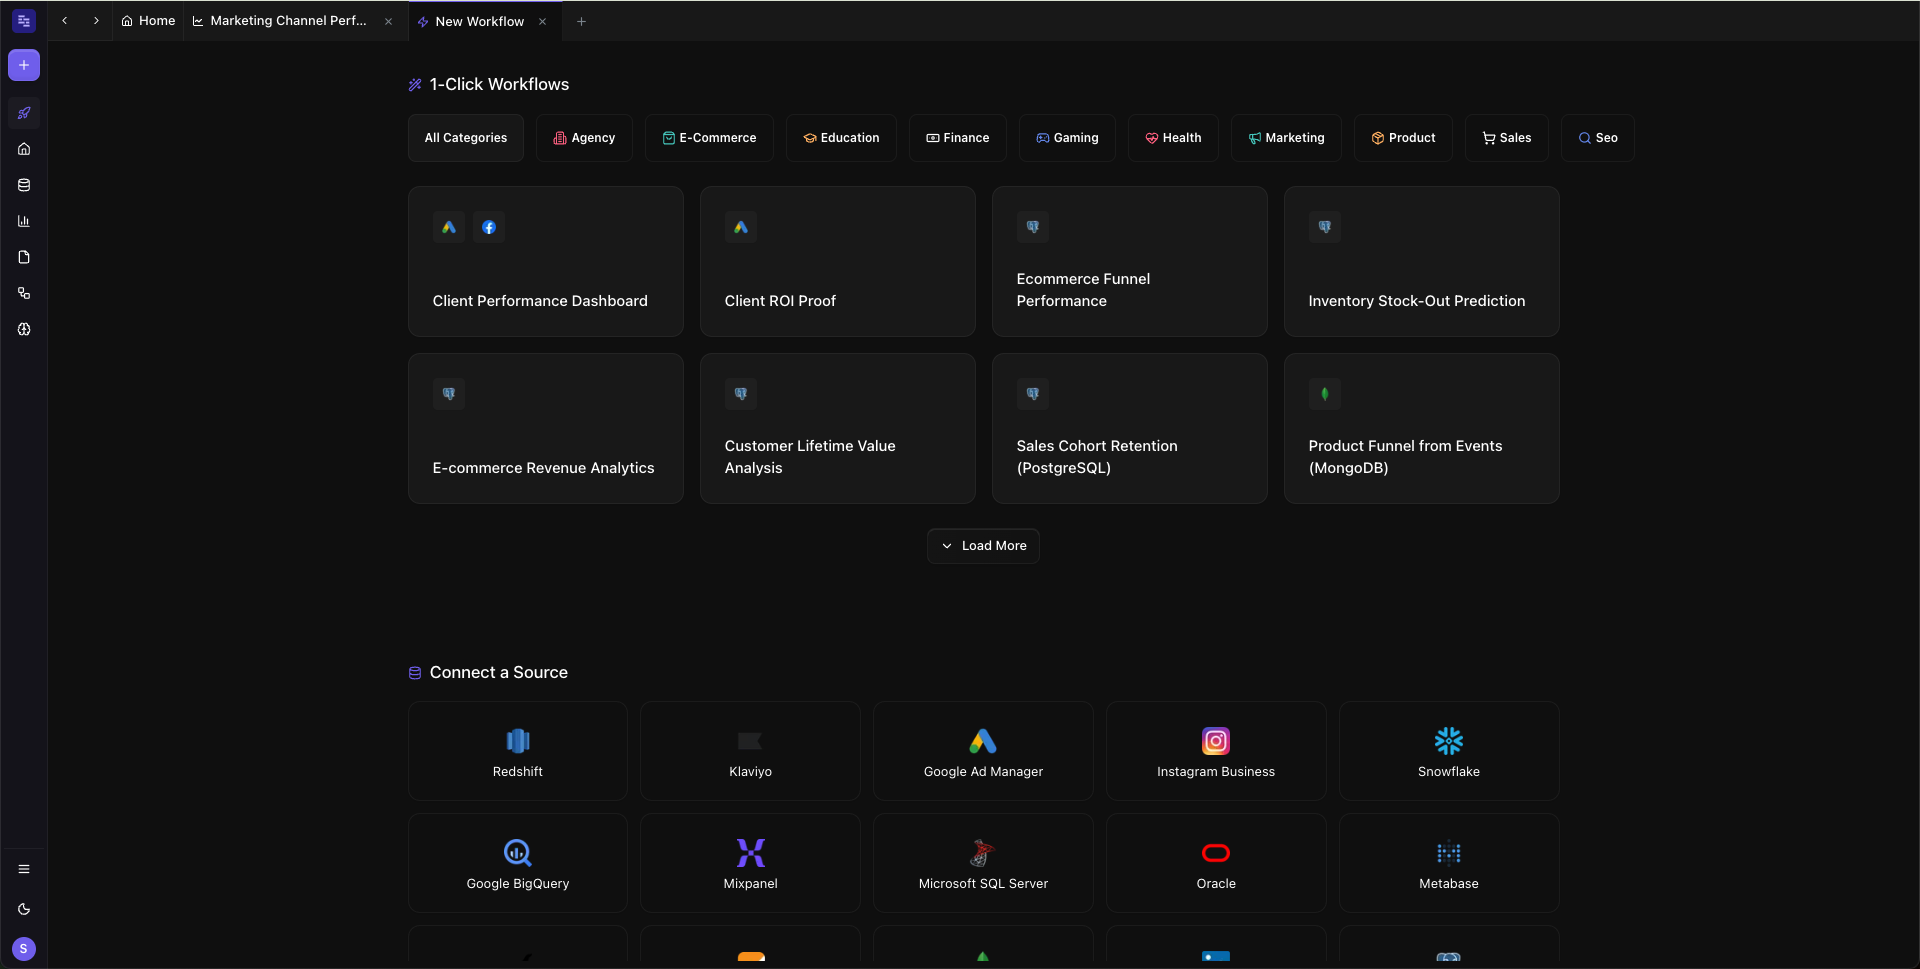 Home
Marketing Channel Perf...
New Workflow
1-Click Workflows
All Categories
Agency
E-Commerce
Education
Finance
Gaming
Health
Marketing
Product
Sales
Seo
Client Performance Dashboard
Client ROI Proof
Ecommerce Funnel
Performance
Inventory Stock-Out Prediction
E-commerce Revenue Analytics
Customer Lifetime Value
Analysis
Sales Cohort Retention
(PostgreSQL)
Product Funnel from Events
(MongoDB)
Load More
Connect a Source
Redshift
Klaviyo
Google Ad Manager
Instagram Business
Snowflake
Google BigQuery
Mixpanel
Microsoft SQL Server
Oracle
Metabase
S